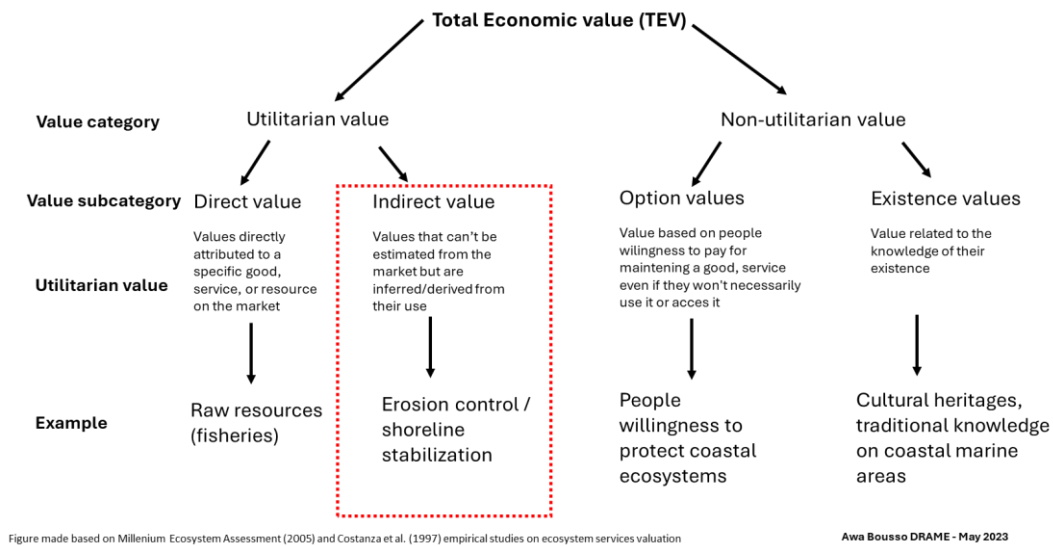 Total Economic value (TEV)
Value category
Utilitarian value
Non-utilitarian value
Value subcategory
Direct value
Indirect value
Option values
Existence values
Utilitarian value
Values directly
attributed to a
specific good,
service, or resource
on the market
Values that can't be
estimated from the
market but are
inferred/derived from
their use
Value based on people
willingness to pay for
maintening a good, service
even if they won't necessarily
use it or acces it
Value related to the
knowledge of their
existence
Example
Raw resources
(fisheries)
Erosion control /
shoreline
stabilization
People
willingness to
protect coastal
ecosystems
Cultural heritages,
traditional knowledge
on coastal marine
areas
Figure made based on Millenium Ecosystem Assessment (2005) and Costanza et al. (1997) empirical studies on ecosystem services valuation
Awa Bousso DRAME - May 2023